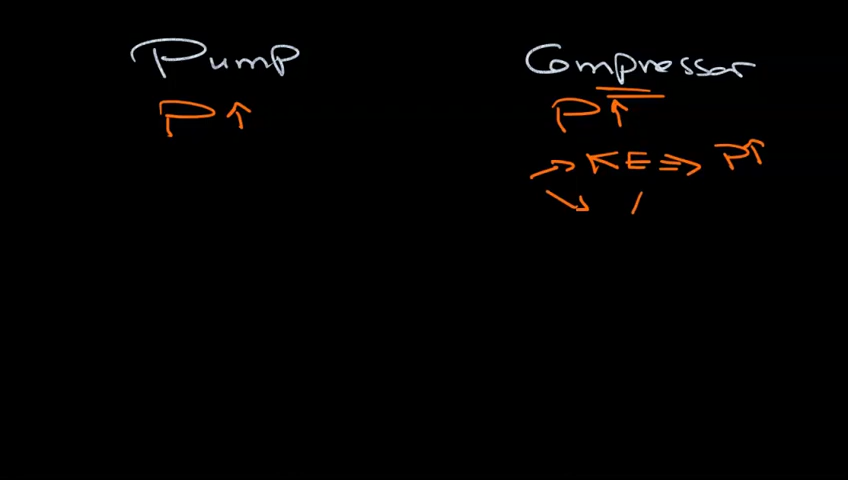 Pump Compressor
P↑ P↑
→ KE ⇒ P↑
↘ /